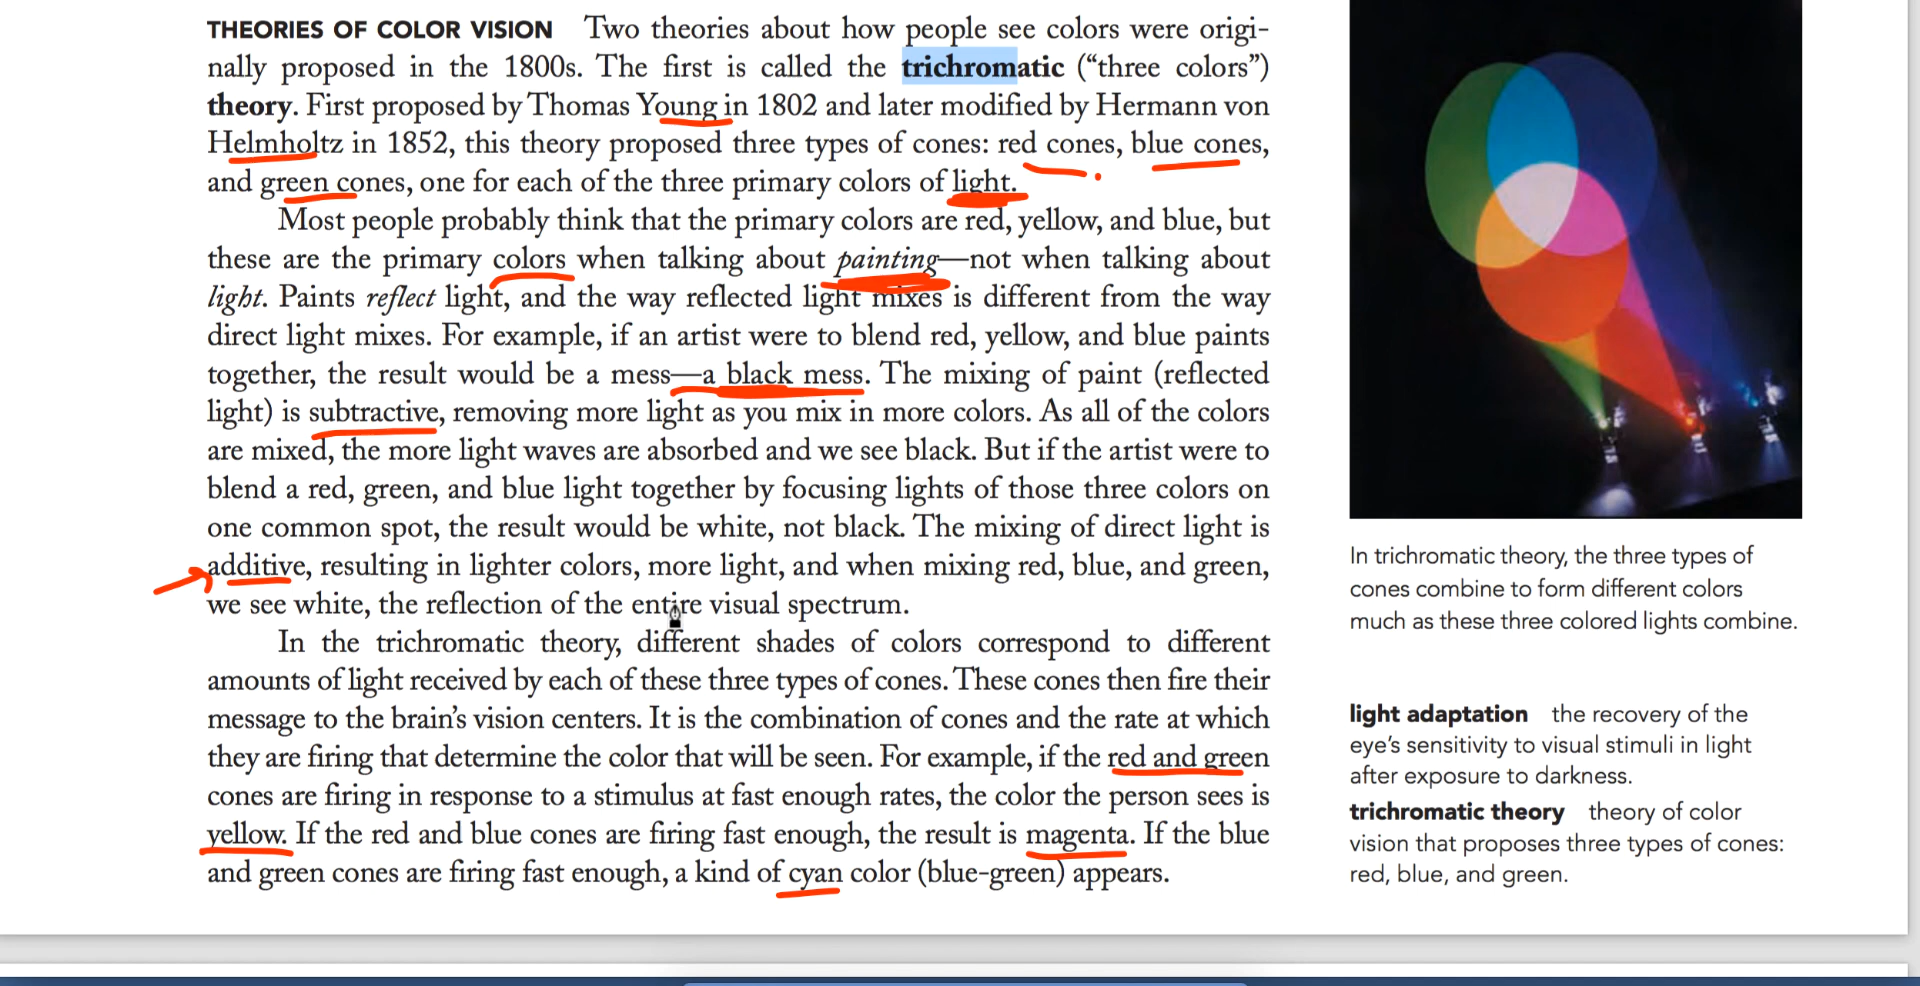 THEORIES OF COLOR VISION Two theories about how people see colors were origi-
nally proposed in the 1800s. The first is called the trichromatic (“three colors”)
theory. First proposed by Thomas Young in 1802 and later modified by Hermann von
Helmholtz in 1852, this theory proposed three types of cones: red cones, blue cones,
and green cones, one for each of the three primary colors of light.
Most people probably think that the primary colors are red, yellow, and blue, but
these are the primary colors when talking about painting—not when talking about
light. Paints reflect light, and the way reflected light mixes is different from the way
direct light mixes. For example, if an artist were to blend red, yellow, and blue paints
together, the result would be a mess—a black mess. The mixing of paint (reflected
light) is subtractive, removing more light as you mix in more colors. As all of the colors
are mixed, the more light waves are absorbed and we see black. But if the artist were to
blend a red, green, and blue light together by focusing lights of those three colors on
one common spot, the result would be white, not black. The mixing of direct light is
additive, resulting in lighter colors, more light, and when mixing red, blue, and green,
we see white, the reflection of the entire visual spectrum.
In the trichromatic theory, different shades of colors correspond to different
amounts of light received by each of these three types of cones. These cones then fire their
message to the brain’s vision centers. It is the combination of cones and the rate at which
they are firing that determine the color that will be seen. For example, if the red and green
cones are firing in response to a stimulus at fast enough rates, the color the person sees is
yellow. If the red and blue cones are firing fast enough, the result is magenta. If the blue
and green cones are firing fast enough, a kind of cyan color (blue-green) appears.
In trichromatic theory, the three types of
cones combine to form different colors
much as these three colored lights combine.
light adaptation the recovery of the
eye’s sensitivity to visual stimuli in light
after exposure to darkness.
trichromatic theory theory of color
vision that proposes three types of cones:
red, blue, and green.